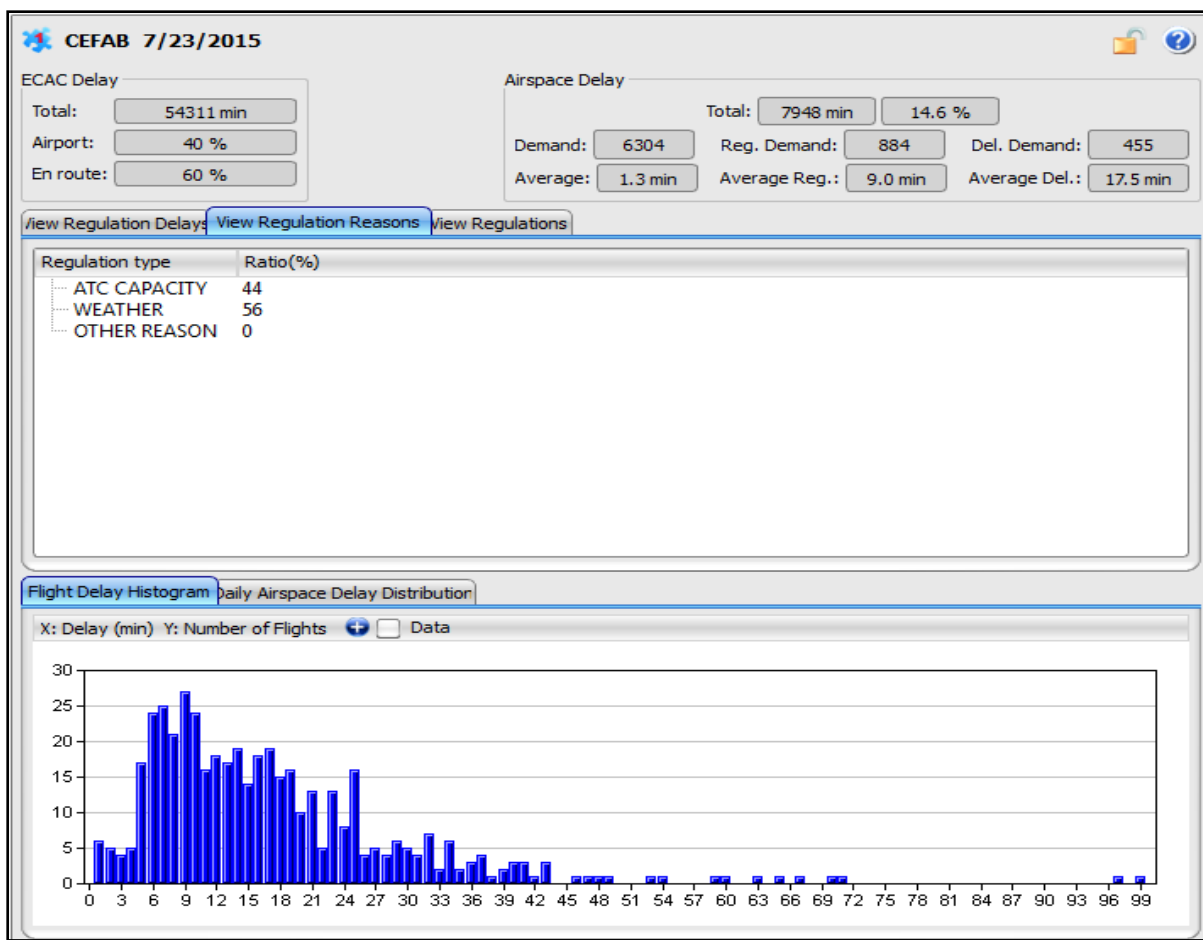 CEFAB 7/23/2015
ECAC Delay
Total: 54311 min
Airport: 40 %
En route: 60 %
Airspace Delay
Total: 7948 min 14.6 %
Demand: 6304 Reg. Demand: 884 Del. Demand: 455
Average: 1.3 min Average Reg.: 9.0 min Average Del.: 17.5 min
View Regulation Delays View Regulation Reasons View Regulations
Regulation type Ratio(%)
ATC CAPACITY 44
WEATHER 56
OTHER REASON 0
Flight Delay Histogram Daily Airspace Delay Distribution
X: Delay (min) Y: Number of Flights Data
30
25
20
15
10
5
0
0 3 6 9 12 15 18 21 24 27 30 33 36 39 42 45 48 51 54 57 60 63 66 69 72 75 78 81 84 87 90 93 96 99